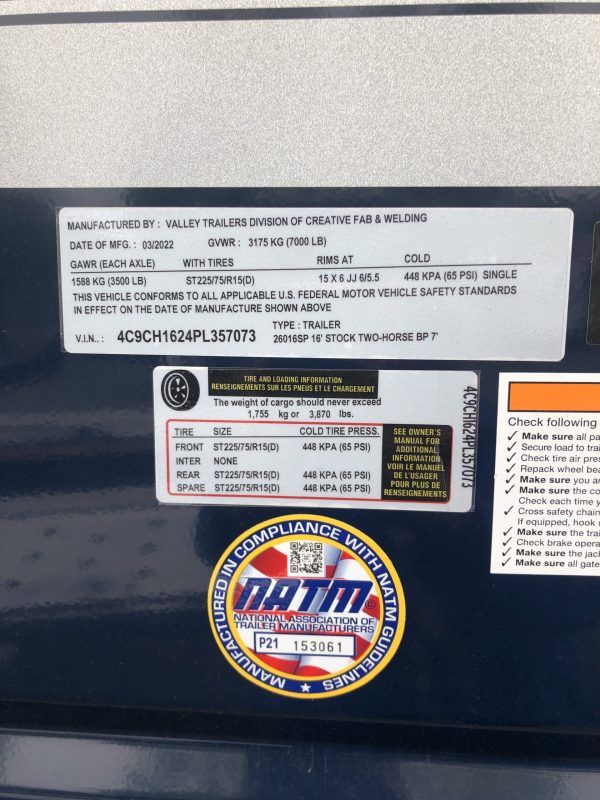 MANUFACTURED BY : VALLEY TRAILERS DIVISION OF CREATIVE FAB & WELDING
DATE OF MFG. : 03/2022 GVWR : 3175 KG (7000 LB)
GAWR (EACH AXLE) WITH TIRES RIMS AT COLD
1588 KG (3500 LB) ST225/75/R15(D) 15 X 6 JJ 6/5.5 448 KPA (65 PSI) SINGLE
THIS VEHICLE CONFORMS TO ALL APPLICABLE U.S. FEDERAL MOTOR VEHICLE SAFETY STANDARDS
IN EFFECT ON THE DATE OF MANUFACTURE SHOWN ABOVE
TYPE : TRAILER
V.I.N.. : 4C9CH1624PL357073 26016SP 16' STOCK TWO-HORSE BP 7'
TIRE AND LOADING INFORMATION
RENSEIGNEMENTS SUR LES PNEUS ET LE CHARGEMENT
The weight of cargo should never exceed
1,755 kg or 3,870 lbs.
TIRE SIZE COLD TIRE PRESS.
FRONT ST225/75/R15(D) 448 KPA (65 PSI)
INTER NONE
REAR ST225/75/R15(D) 448 KPA (65 PSI)
SPARE ST225/75/R15(D) 448 KPA (65 PSI)
SEE OWNER'S
MANUAL FOR
ADDITIONAL
INFORMATION
VOIR LE MANUEL
DE L'USAGER
POUR PLUS DE
RENSEIGNEMENTS
4C9CH1624PL357073
Check following
Make sure all
Secure load to
Check tire air
Repack wheel
Make sure you
Make sure the
Check each time
Cross safety
If equipped, hook
Make sure the
Check brake
Make sure the
Make sure all
MANUFACTURED IN COMPLIANCE WITH NATM GUIDELINES
NATM ©
NATIONAL ASSOCIATION OF
TRAILER MANUFACTURERS
P21 153061